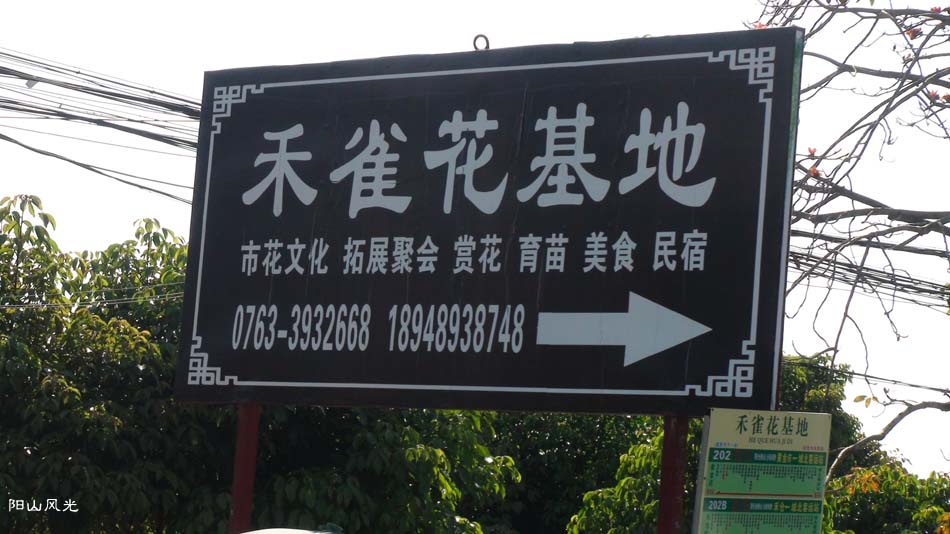 禾雀花基地
市花文化 拓展聚会 赏花 育苗 美食 民宿
0763-3932668 18948938748
禾雀花基地
HE QUE HUA JI DI
202
202B
阳山风光